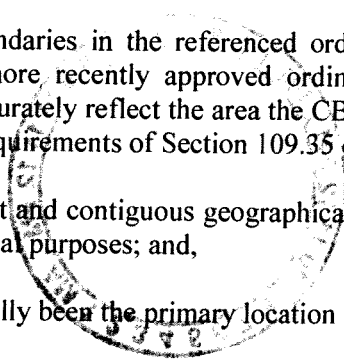 ndaries in the referenced ord
nore recently approved ordin
urately reflect the area the CB
quirements of Section 109.35
t and contiguous geographica
al purposes; and,
lly been the primary location